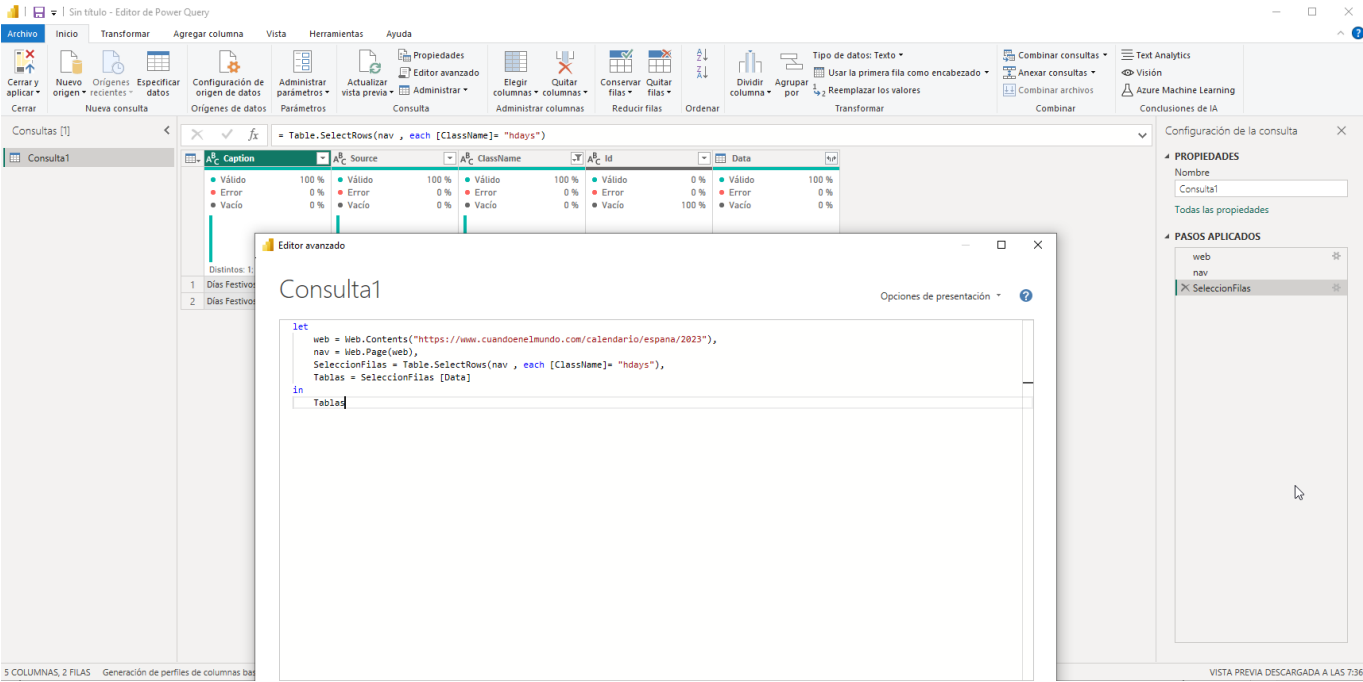 Sin título - Editor de Power Query
Archivo Inicio Transformar Agregar columna Vista Herramientas Ayuda
Cerrar y aplicar
Nuevo origen
Orígenes recientes
Especificar datos
Configuración de origen de datos
Administrar parámetros
Actualizar vista previa
Propiedades
Editor avanzado
Administrar
Elegir columnas
Quitar columnas
Conservar filas
Quitar filas
Dividir columna
Agrupar por
Tipo de datos: Texto
Usar la primera fila como encabezado
Reemplazar los valores
Combinar consultas
Anexar consultas
Combinar archivos
Text Analytics
Visión
Azure Machine Learning
Cerrar Nueva consulta Orígenes de datos Parámetros Consulta Administrar columnas Reducir filas Ordenar Transformar Combinar Conclusiones de IA
Consultas [1]
Consulta1
fx = Table.SelectRows(nav , each [ClassName]= "hdays")
Caption Source ClassName Id Data
Válido 100 % Válido 100 % Válido 100 % Válido 0 % Válido 100 %
Error 0 % Error 0 % Error 0 % Error 0 % Error 0 %
Vacío 0 % Vacío 0 % Vacío 0 % Vacío 100 % Vacío 0 %
Distintos: 1;
1 Días Festivos
2 Días Festivos
Editor avanzado
Consulta1
Opciones de presentación
let
web = Web.Contents("https://www.cuandoenelmundo.com/calendario/espana/2023"),
nav = Web.Page(web),
SeleccionFilas = Table.SelectRows(nav , each [ClassName]= "hdays"),
Tablas = SeleccionFilas [Data]
in
Tablas
Configuración de la consulta
PROPIEDADES
Nombre
Consulta1
Todas las propiedades
PASOS APLICADOS
web
nav
SeleccionFilas
5 COLUMNAS, 2 FILAS Generación de perfiles de columnas bas
VISTA PREVIA DESCARGADA A LAS 7:36